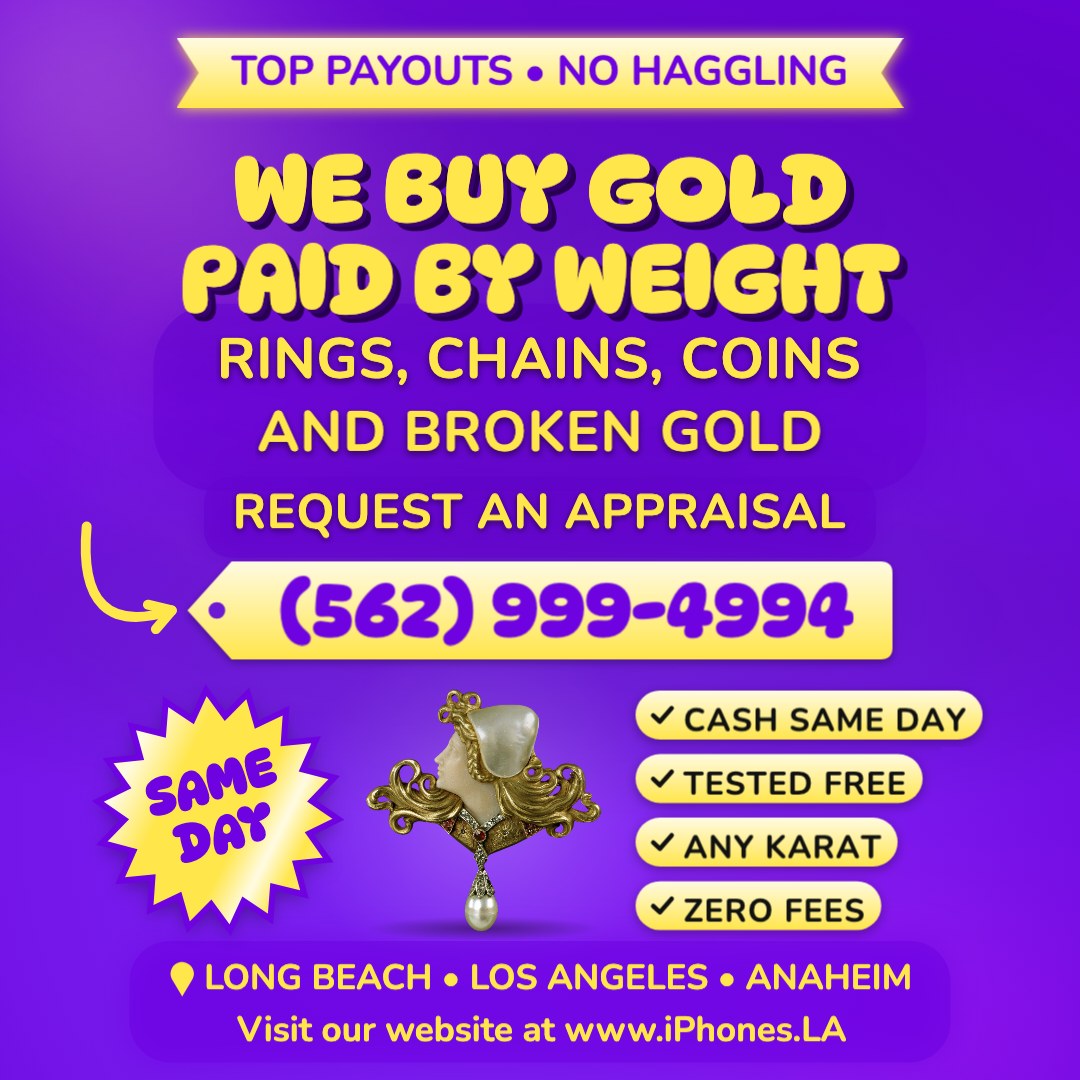 TOP PAYOUTS • NO HAGGLING
WE BUY GOLD
PAID BY WEIGHT
RINGS, CHAINS, COINS
AND BROKEN GOLD
REQUEST AN APPRAISAL
(562) 999-4994
SAME
DAY
✓ CASH SAME DAY
✓ TESTED FREE
✓ ANY KARAT
✓ ZERO FEES
LONG BEACH • LOS ANGELES • ANAHEIM
Visit our website at www.iPhones.LA